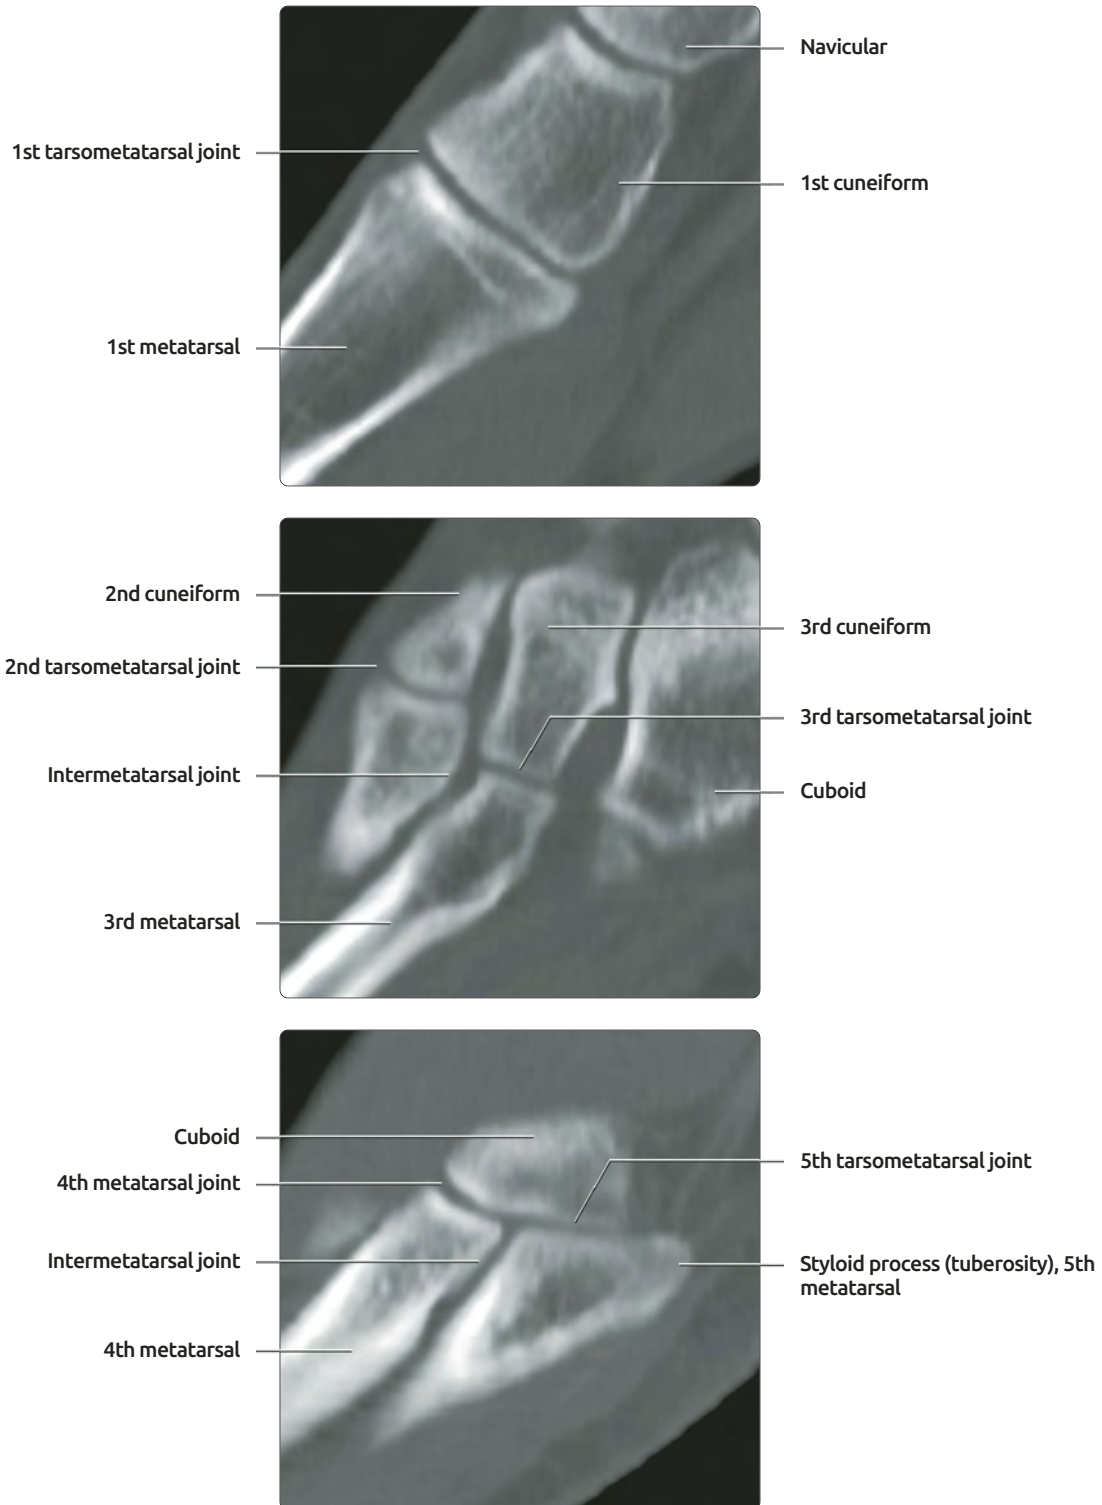 Navicular
1st tarsometatarsal joint
1st cuneiform
1st metatarsal
2nd cuneiform
3rd cuneiform
2nd tarsometatarsal joint
3rd tarsometatarsal joint
Intermetatarsal joint
Cuboid
3rd metatarsal
Cuboid
5th tarsometatarsal joint
4th metatarsal joint
Intermetatarsal joint
Styloid process (tuberosity), 5th
metatarsal
4th metatarsal